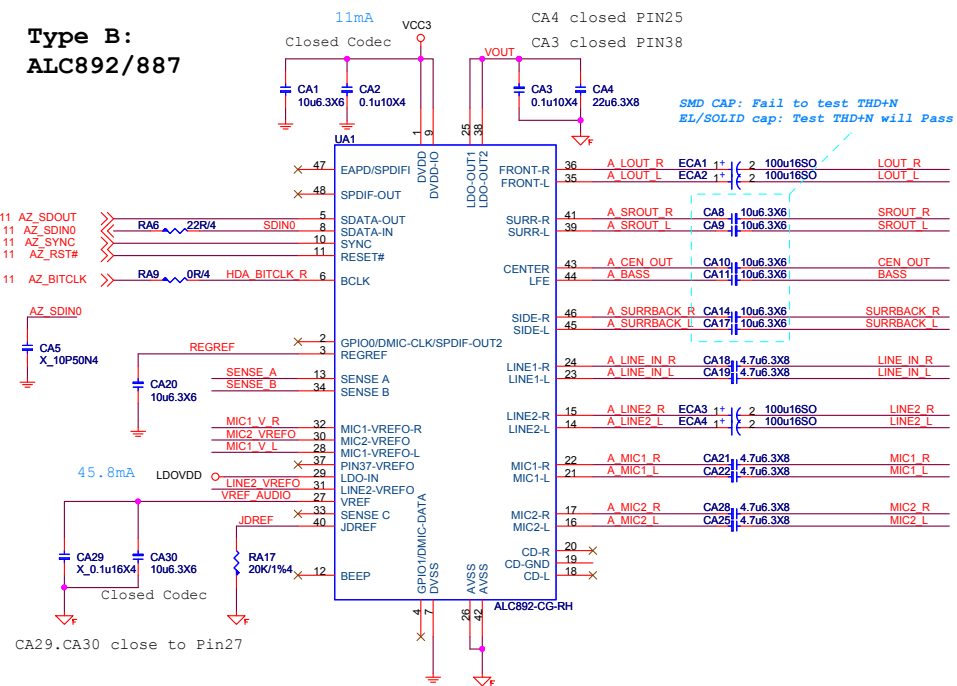 Type B:
ALC892/887
11mA
VCC3
CA4 closed PIN25
Closed Codec
CA3 closed PIN38
VOUT
CA1
10u6.3X6
CA2
0.1u10X4
CA3
0.1u10X4
CA4
22u6.3X8
SMD CAP: Fail to test THD+N
EL/SOLID cap: Test THD+N will Pass
F
UA1
1
9
25
38
DVDD
DVDD-IO
LDO-OUT1
LDO-OUT2
47 EAPD/SPDIFI
48 SPDIF-OUT
11 AZ_SDOUT 5 SDATA-OUT
11 AZ_SDIN0 RA6 22R/4 SDIN0 8 SDATA-IN
11 AZ_SYNC 10 SYNC
11 AZ_RST# 11 RESET#
11 AZ_BITCLK RA9 0R/4 HDA_BITCLK_R 6 BCLK
AZ_SDIN0
CA5
X_10P50N4
2 GPIO0/DMIC-CLK/SPDIF-OUT2
REGREF 3 REGREF
CA20
10u6.3X6
SENSE_A 13 SENSE A
SENSE_B 34 SENSE B
MIC1_V_R 32 MIC1-VREFO-R
MIC2_VREFO 30 MIC2-VREFO
MIC1_V_L 28 MIC1-VREFO-L
37 PIN37-VREFO
45.8mA
LDOVDD 29 LDO-IN
LINE2_VREFO 31 LINE2-VREFO
VREF_AUDIO 27 VREF
33 SENSE C
JDREF 40 JDREF
CA29
X_0.1u16X4
CA30
10u6.3X6
RA17
20K/1%4
12 BEEP
Closed Codec
F
F
CA29.CA30 close to Pin27
FRONT-R 36 A_LOUT_R ECA1 1 + 2 100u16SO LOUT_R
FRONT-L 35 A_LOUT_L ECA2 1 + 2 100u16SO LOUT_L
SURR-R 41 A_SROUT_R CA8 10u6.3X6 SROUT_R
SURR-L 39 A_SROUT_L CA9 10u6.3X6 SROUT_L
CENTER 43 A_CEN_OUT CA10 10u6.3X6 CEN_OUT
LFE 44 A_BASS CA11 10u6.3X6 BASS
SIDE-R 46 A_SURRBACK_R CA14 10u6.3X6 SURRBACK_R
SIDE-L 45 A_SURRBACK_L CA17 10u6.3X6 SURRBACK_L
LINE1-R 24 A_LINE_IN_R CA18 4.7u6.3X8 LINE_IN_R
LINE1-L 23 A_LINE_IN_L CA19 4.7u6.3X8 LINE_IN_L
LINE2-R 15 A_LINE2_R ECA3 1 + 2 100u16SO LINE2_R
LINE2-L 14 A_LINE2_L ECA4 1 + 2 100u16SO LINE2_L
MIC1-R 22 A_MIC1_R CA21 4.7u6.3X8 MIC1_R
MIC1-L 21 A_MIC1_L CA22 4.7u6.3X8 MIC1_L
MIC2-R 17 A_MIC2_R CA28 4.7u6.3X8 MIC2_R
MIC2-L 16 A_MIC2_L CA25 4.7u6.3X8 MIC2_L
CD-R 20
CD-GND 19
CD-L 18
GPIO1/DMIC-DATA
DVSS
AVSS
AVSS
4
7
26
42
ALC892-CG-RH
F